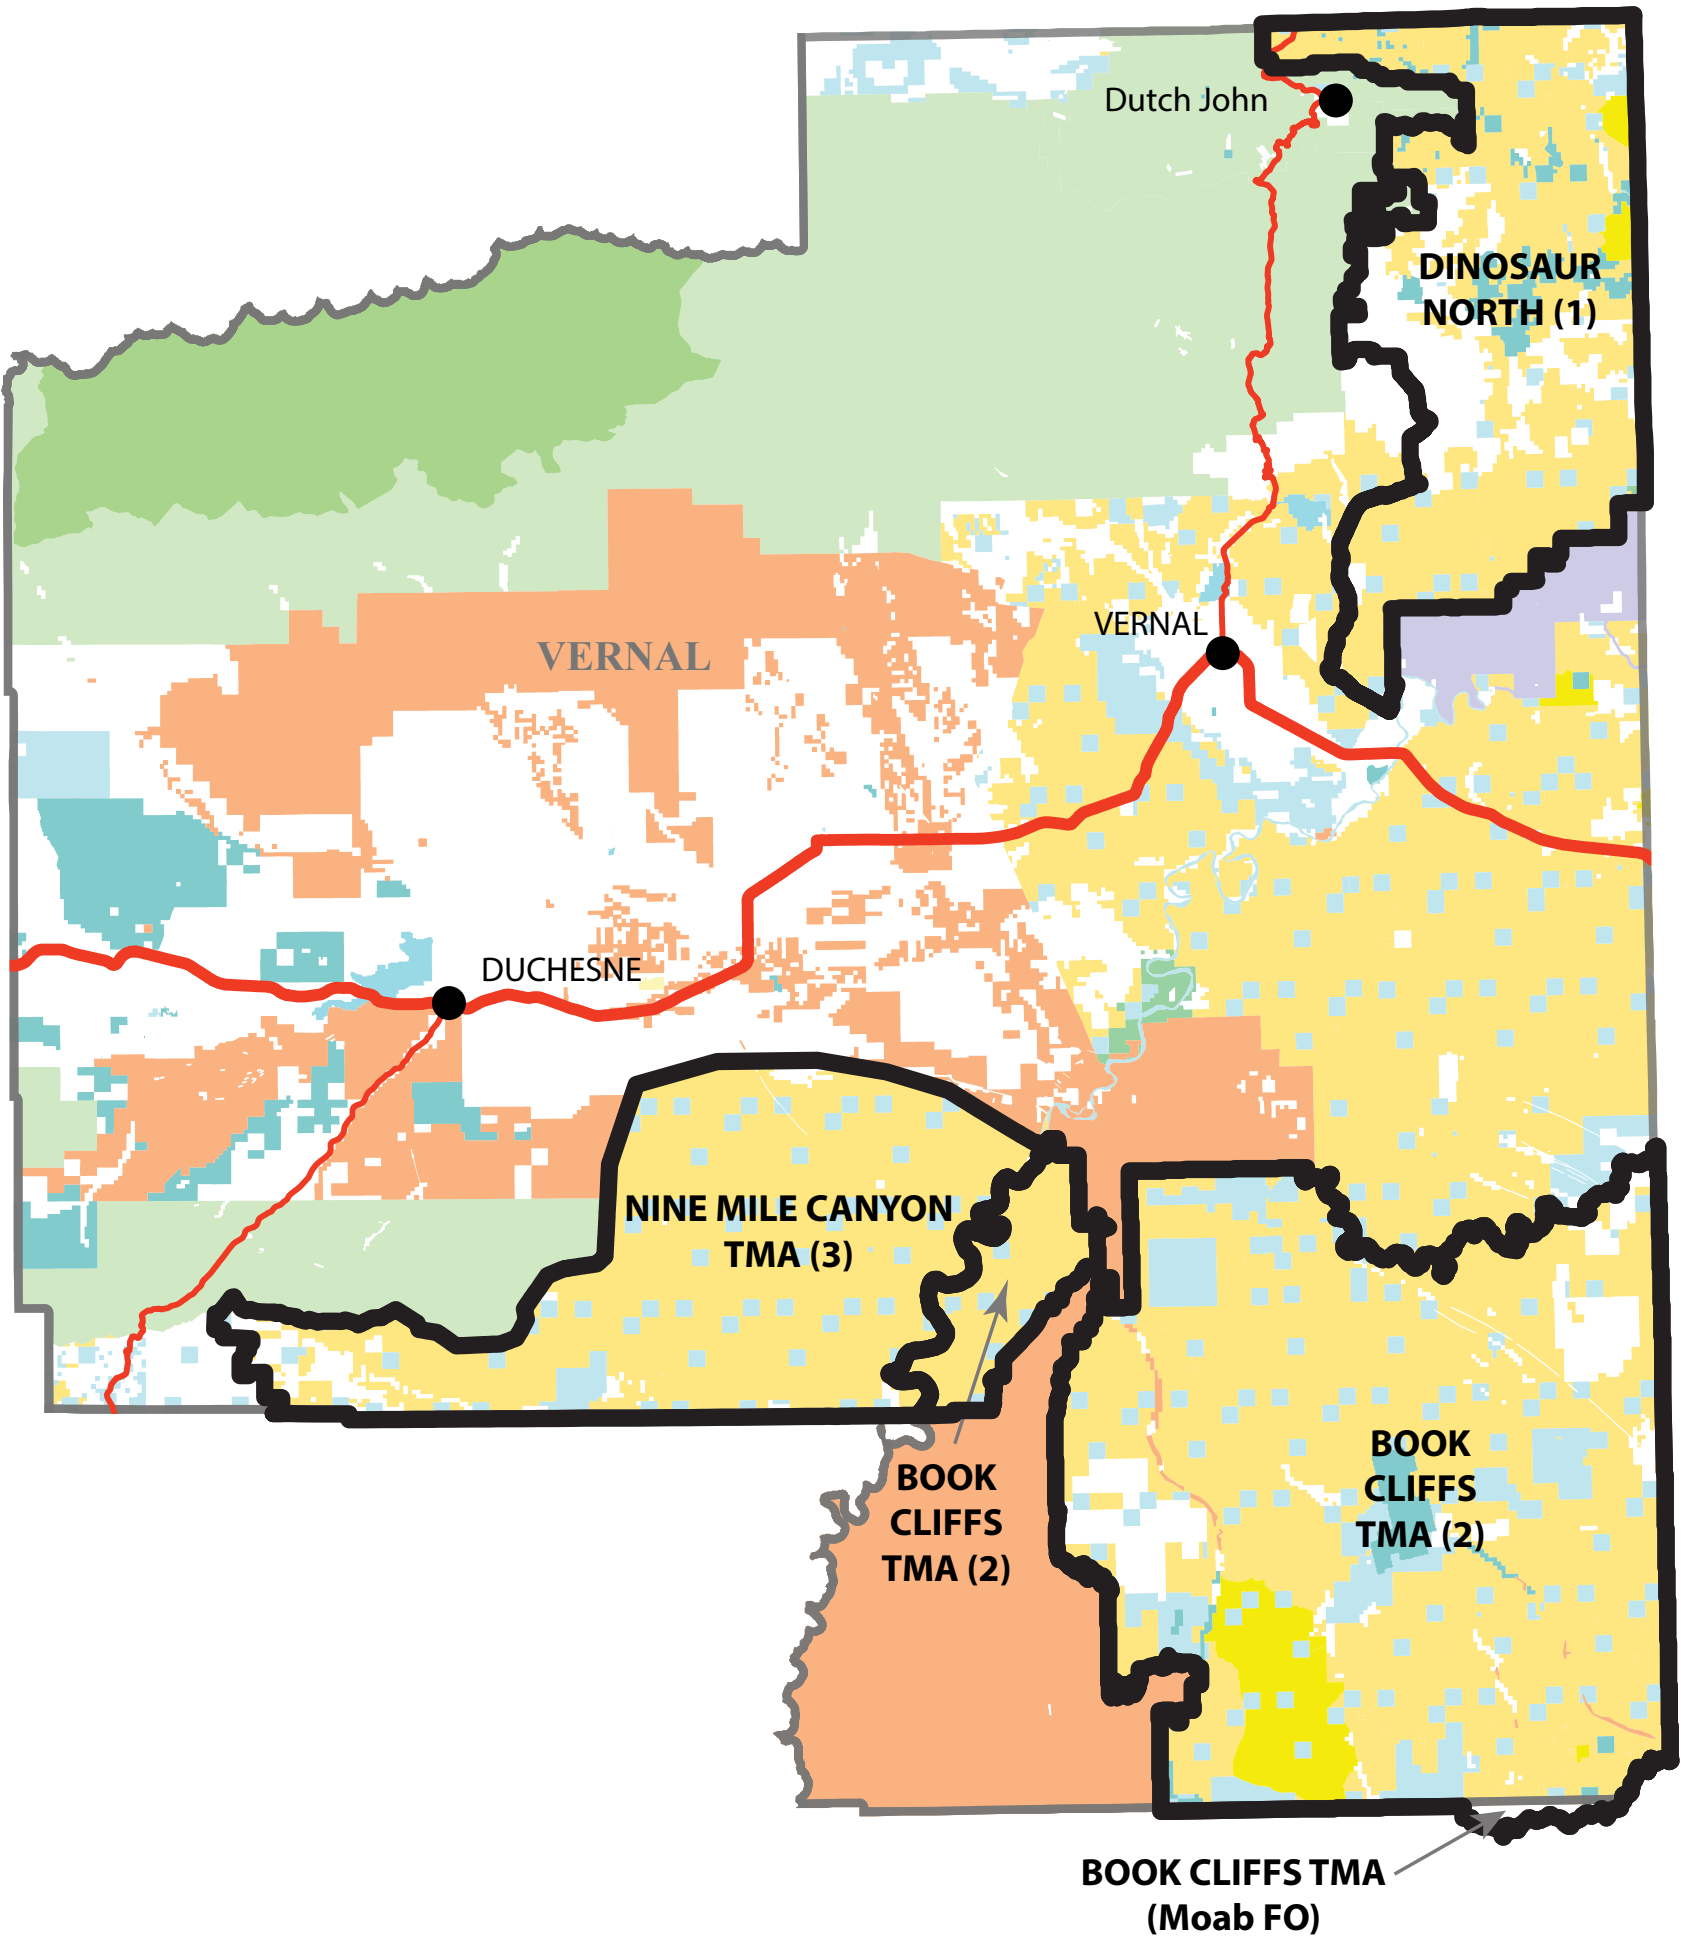 Dutch John
DINOSAUR
NORTH (1)
VERNAL
VERNAL
DUCHESNE
NINE MILE CANYON
TMA (3)
BOOK
CLIFFS
TMA (2)
BOOK
CLIFFS
TMA (2)
BOOK CLIFFS TMA
(Moab FO)